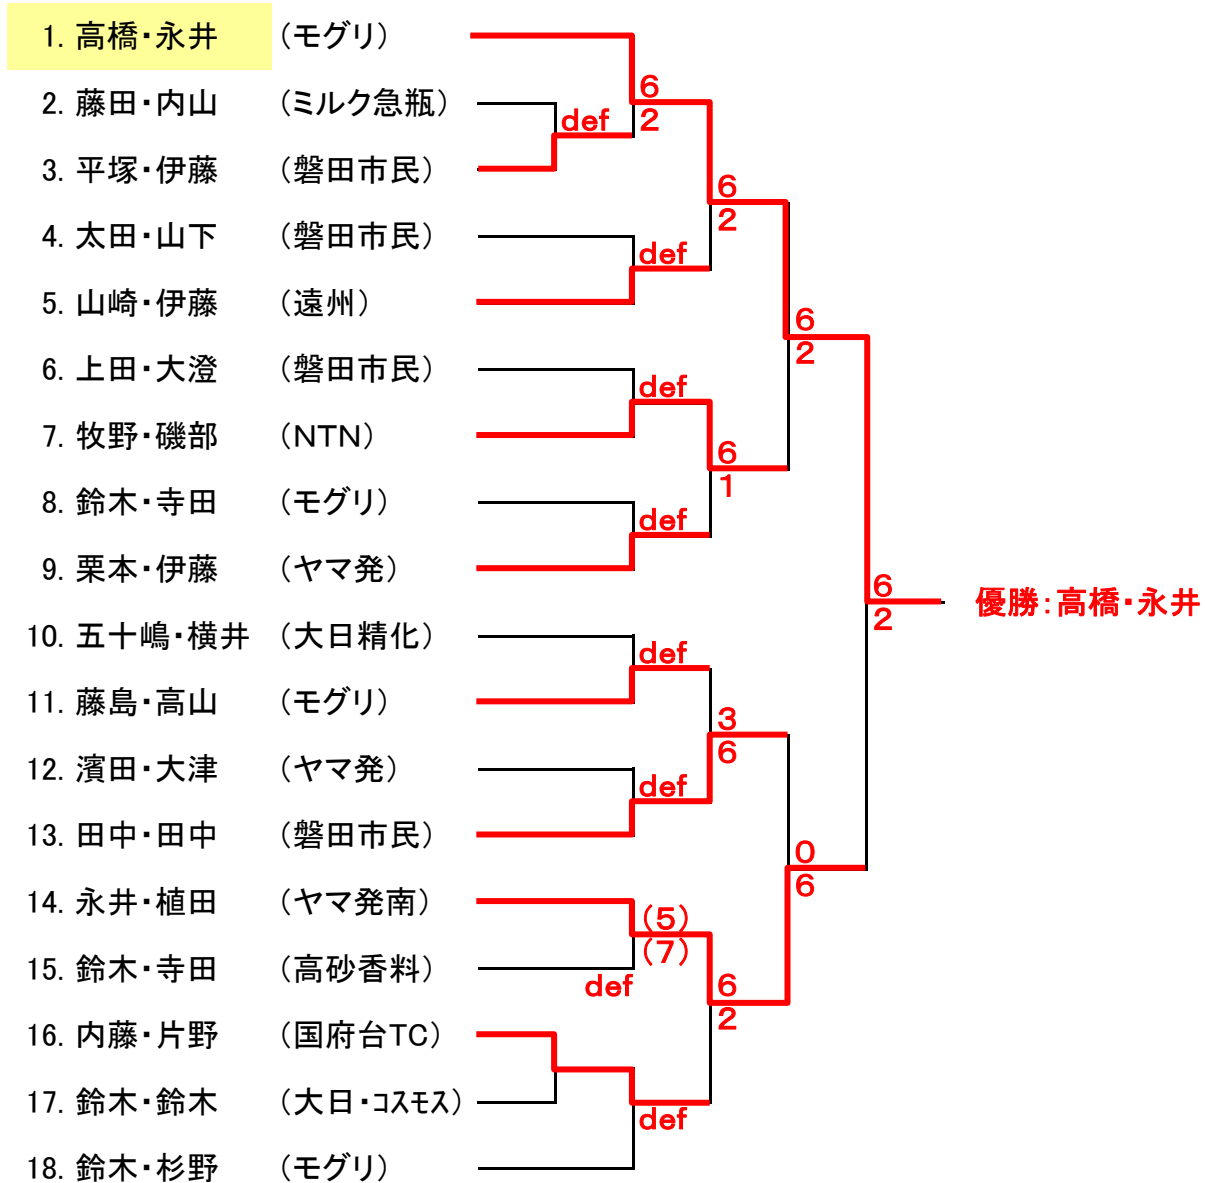 1. 高橋・永井 （モグリ）
6
2. 藤田・内山 （ミルク急瓶）
def 2
3. 平塚・伊藤 （磐田市民）
6
2
4. 太田・山下 （磐田市民）
def
5. 山崎・伊藤 （遠州）
6
2
6. 上田・大澄 （磐田市民）
def
7. 牧野・磯部 （NTN）
6
1
8. 鈴木・寺田 （モグリ）
def
9. 栗本・伊藤 （ヤマ発）
6
優勝：高橋・永井
2
10. 五十嶋・横井 （大日精化）
def
11. 藤島・高山 （モグリ）
3
6
12. 濱田・大津 （ヤマ発）
def
13. 田中・田中 （磐田市民）
0
6
14. 永井・植田 （ヤマ発南）
（5）
（7）
15. 鈴木・寺田 （高砂香料）
def 6
2
16. 内藤・片野 （国府台TC）
17. 鈴木・鈴木 （大日・コスモス）
def
18. 鈴木・杉野 （モグリ）